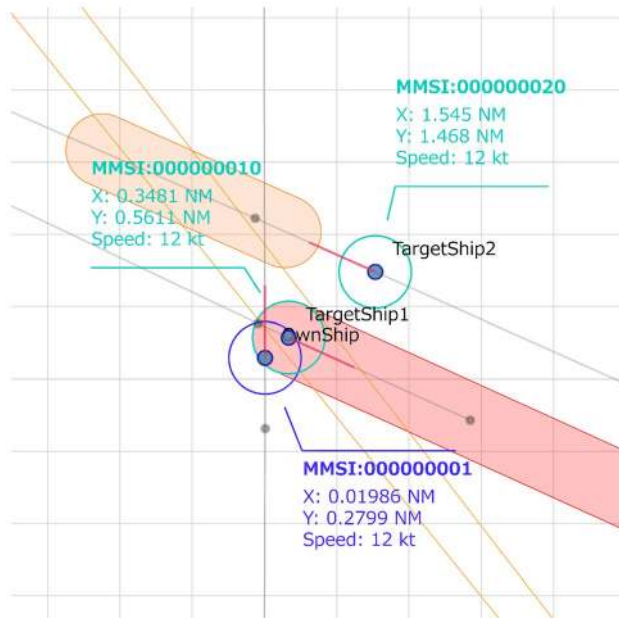 MMSI:000000020
X: 1.545 NM
Y: 1.468 NM
Speed: 12 kt
MMSI:000000010
X: 0.3481 NM
Y: 0.5611 NM
Speed: 12 kt
TargetShip2
TargetShip1
OwnShip
MMSI:000000001
X: 0.01986 NM
Y: 0.2799 NM
Speed: 12 kt